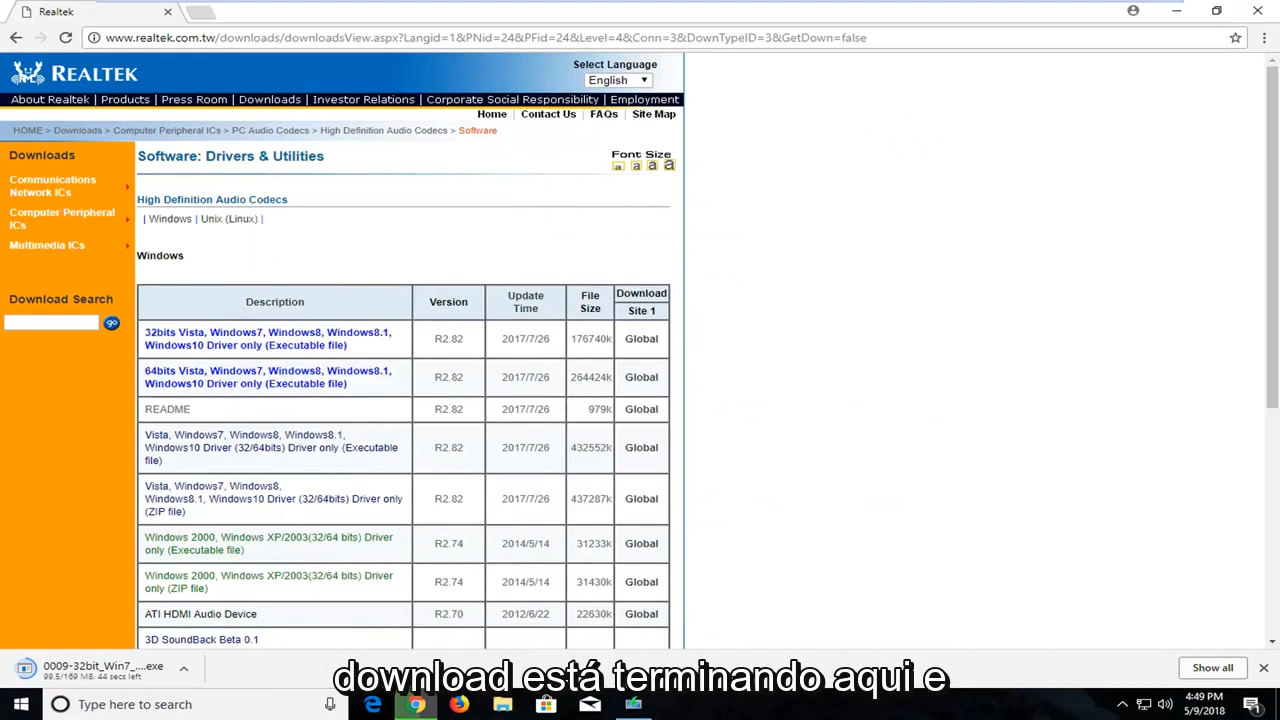 Realtek
www.realtek.com.tw/downloads/downloadsView.aspx?Langid=1&PNid=24&PFid=24&Level=4&Conn=3&DownTypeID=3&GetDown=false
REALTEK
Select Language
English
About Realtek | Products | Press Room | Downloads | Investor Relations | Corporate Social Responsibility | Employment
Home Contact Us FAQs Site Map
HOME > Downloads > Computer Peripheral ICs > PC Audio Codecs > High Definition Audio Codecs > Software
Downloads
Communications
Network ICs
Computer Peripheral
ICs
Multimedia ICs
Download Search
go
Software: Drivers & Utilities
Font Size
a a a a
High Definition Audio Codecs
| Windows | Unix (Linux) |
Windows
Description Version Update Time File Size Download Site 1
32bits Vista, Windows7, Windows8, Windows8.1,
Windows10 Driver only (Executable file) R2.82 2017/7/26 176740k Global
64bits Vista, Windows7, Windows8, Windows8.1,
Windows10 Driver only (Executable file) R2.82 2017/7/26 264424k Global
README R2.82 2017/7/26 979k Global
Vista, Windows7, Windows8, Windows8.1,
Windows10 Driver (32/64bits) Driver only (Executable
file) R2.82 2017/7/26 432552k Global
Vista, Windows7, Windows8,
Windows8.1, Windows10 Driver (32/64bits) Driver only
(ZIP file) R2.82 2017/7/26 437287k Global
Windows 2000, Windows XP/2003(32/64 bits) Driver
only (Executable file) R2.74 2014/5/14 31233k Global
Windows 2000, Windows XP/2003(32/64 bits) Driver
only (ZIP file) R2.74 2014/5/14 31430k Global
ATI HDMI Audio Device R2.70 2012/6/22 22630k Global
3D SoundBack Beta 0.1
0009-32bit_Win7_....exe
99.5/169 MB, 44 secs left
Show all
download está terminando aqui e
Type here to search
4:49 PM
5/9/2018
1